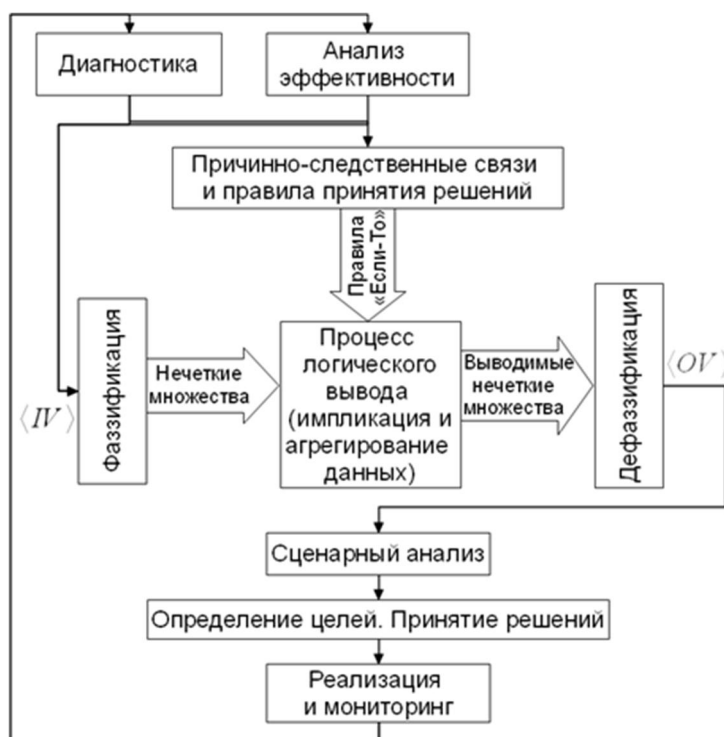 Диагностика
Анализ
эффективности
Причинно-следственные связи
и правила принятия решений
Правила
«Если-То»
Фаззификация
Нечеткие
множества
Процесс
логического
вывода
(импликация и
агрегирование
данных)
Выводимые
нечеткие
множества
Дефаззификация
⟨OV⟩
⟨IV⟩
Сценарный анализ
Определение целей. Принятие решений
Реализация
и мониторинг